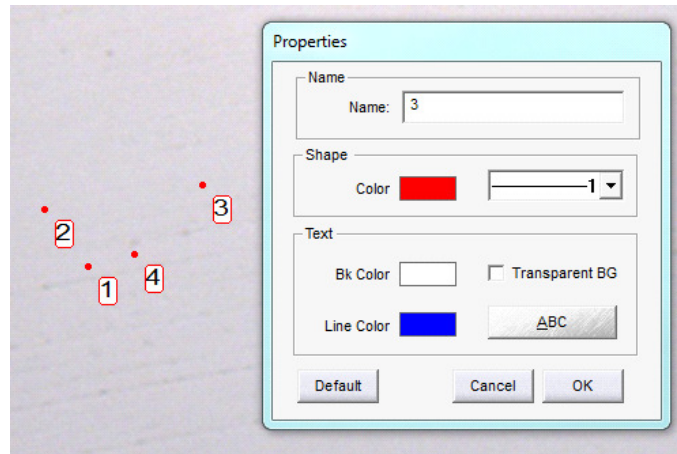 Properties
Name
Name: 3
Shape
Color 1
Text
Bk Color Transparent BG
Line Color ABC
Default Cancel OK
3
2
4
1